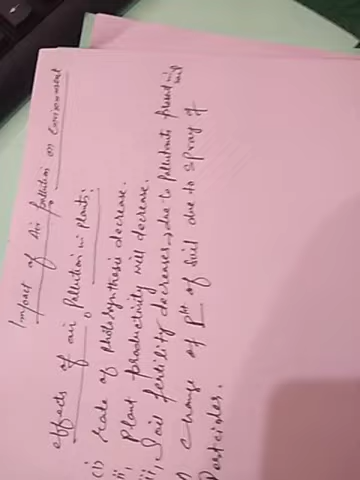 Impact of Air Pollution on Environment
effects of air Pollution in Plants:
(i) Rate of Photosynthesis decrease.
ii, Plant productivity will decrease.
iii, Soil fertility decreases → due to Pollutants present in soil
change of PH of soil due to spray of
Pesticides.